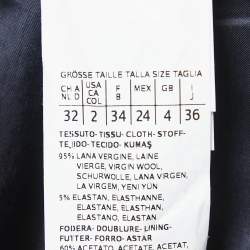 GRÖSSE TAILLE TALLA SIZE TAGLIA
CH A USA F MEX GB I
NL D CA COL B J
32 2 34 24 4 36
TESSUTO-TISSU-CLOTH-STOFF-
TEJIDO-TECIDO-KUMAŞ
95% LANA VERGINE, LAINE
VIERGE, VIRGIN WOOL,
SCHURWOLLE, LANA VIRGEN,
LA VIRGEM, YENİ YÜN
5% ELASTAN, ELASTHANNE,
ELASTANE, ELASTHAN,
ELASTANO, ELASTAN
FODERA-DOUBLURE-LINING-
FUTTER-FORRO-ASTAR
60% ACETATO, ACETATE, ACETAT,